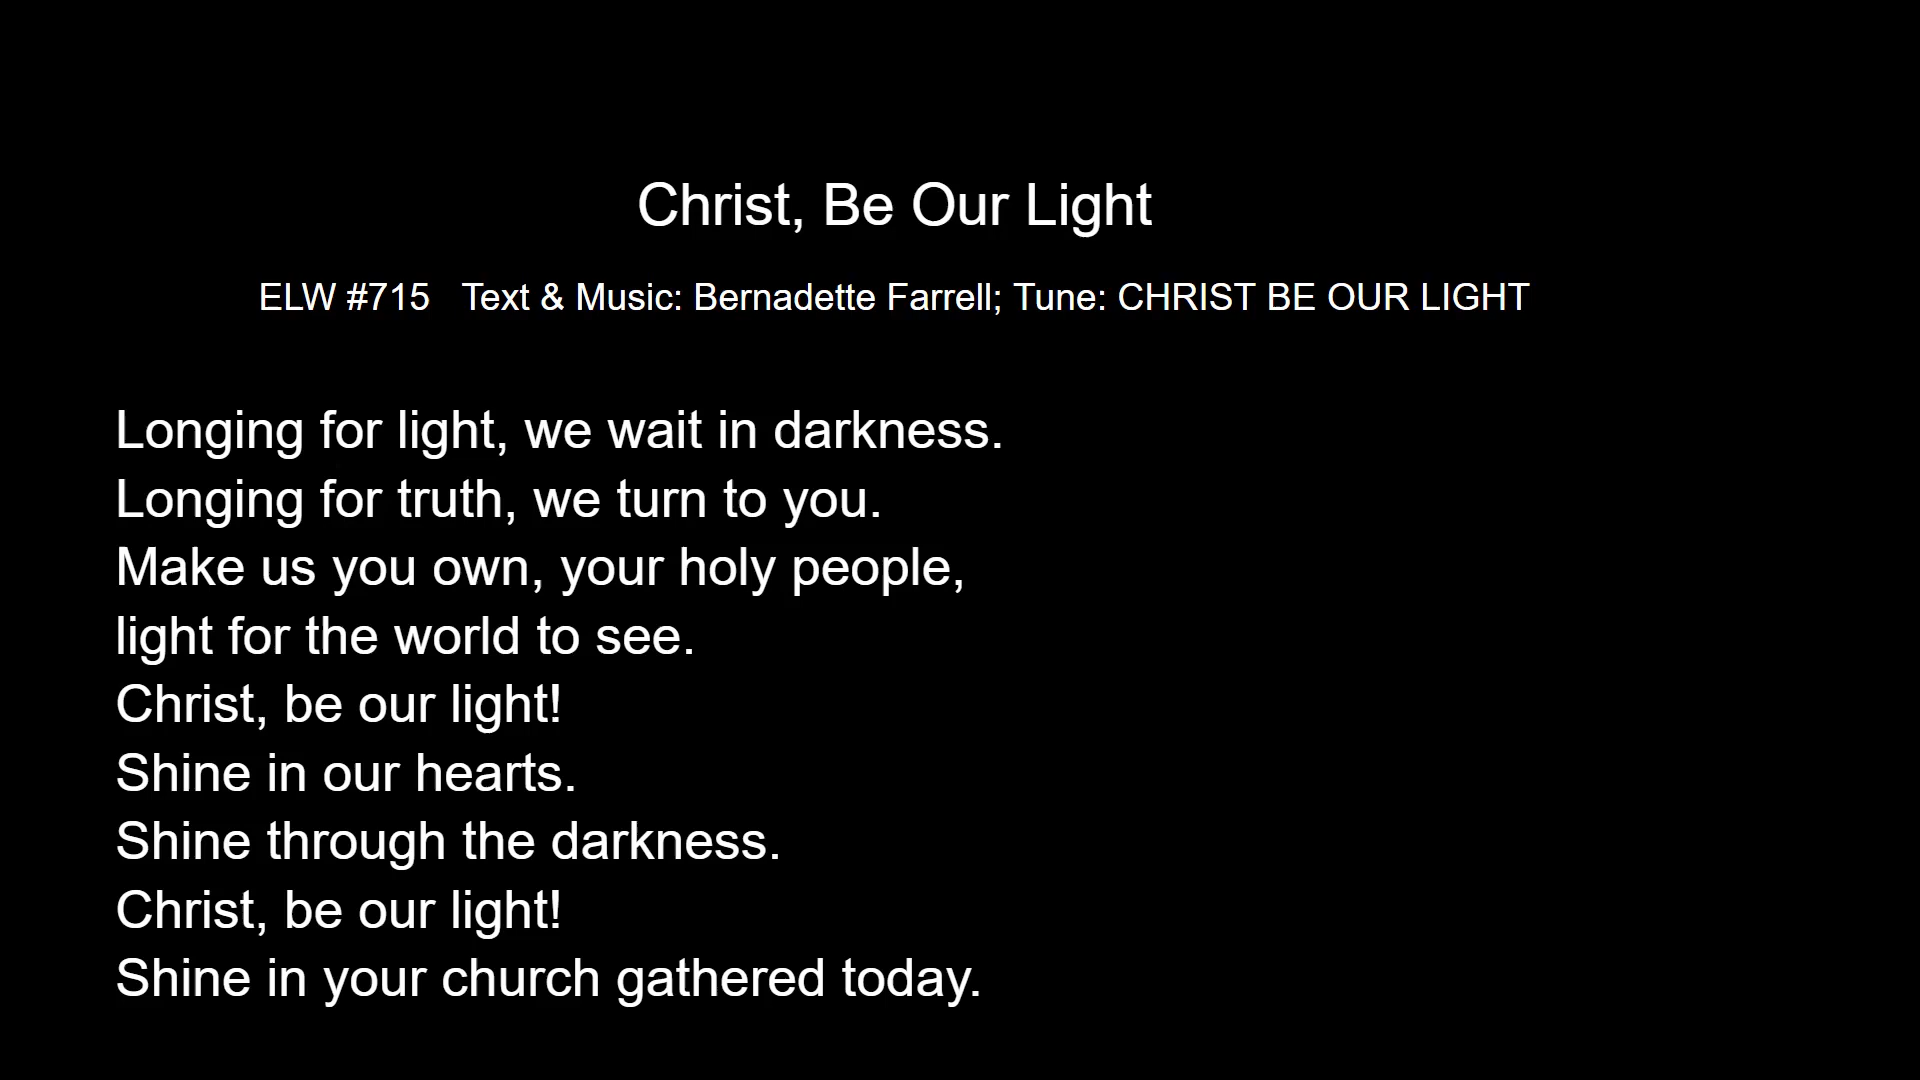 Christ, Be Our Light
ELW #715   Text & Music: Bernadette Farrell; Tune: CHRIST BE OUR LIGHT
Longing for light, we wait in darkness.
Longing for truth, we turn to you.
Make us you own, your holy people,
light for the world to see.
Christ, be our light!
Shine in our hearts.
Shine through the darkness.
Christ, be our light!
Shine in your church gathered today.